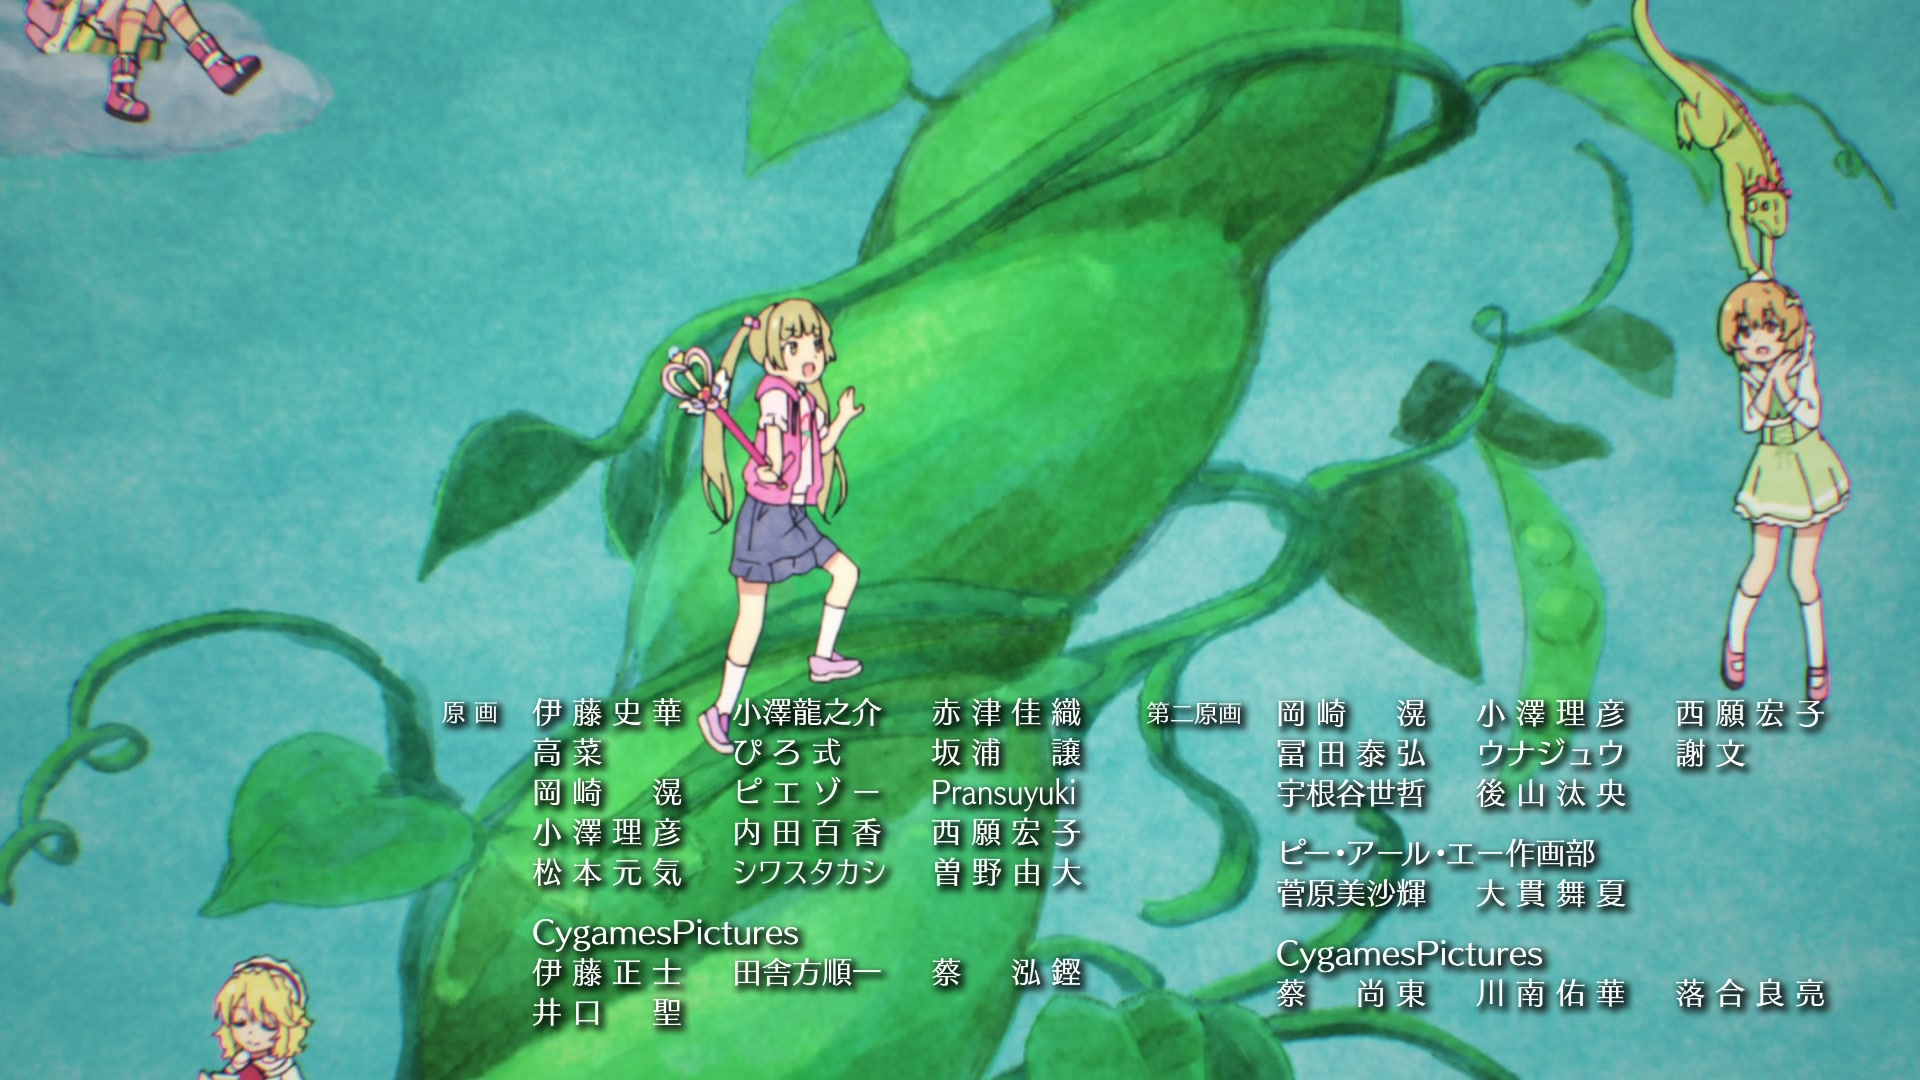 原画 伊藤史華 小澤龍之介 赤津佳織
高菜 ぴろ式 坂浦 譲
岡崎 滉 ピエゾー Pransuyuki
小澤理彦 内田百香 西願宏子
松本元気 シワスタカシ 曽野由大
CygamesPictures
伊藤正士 田舎方順一 蔡 泓鏗
井口 聖
第二原画 岡崎 滉 小澤理彦 西願宏子
冨田泰弘 ウナジュウ 謝文
宇根谷世哲 後山汰央
ピー・アール・エー作画部
菅原美沙輝 大貫舞夏
CygamesPictures
蔡 尚東 川南佑華 落合良亮